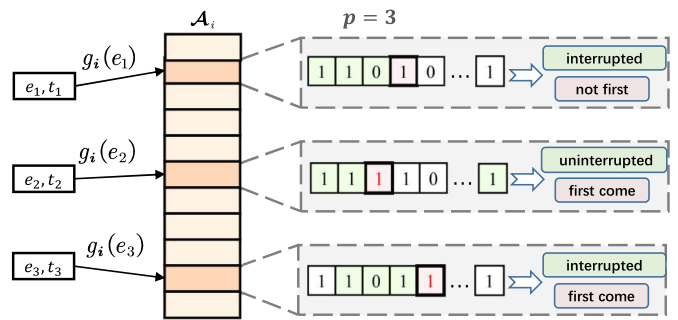 𝓐ᵢ
p = 3
gᵢ(e₁)
e₁, t₁
1 1 0 1 0 … 1
interrupted
not first
gᵢ(e₂)
e₂, t₂
1 1 1 1 0 … 1
uninterrupted
first come
gᵢ(e₃)
e₃, t₃
1 1 0 1 1 … 1
interrupted
first come